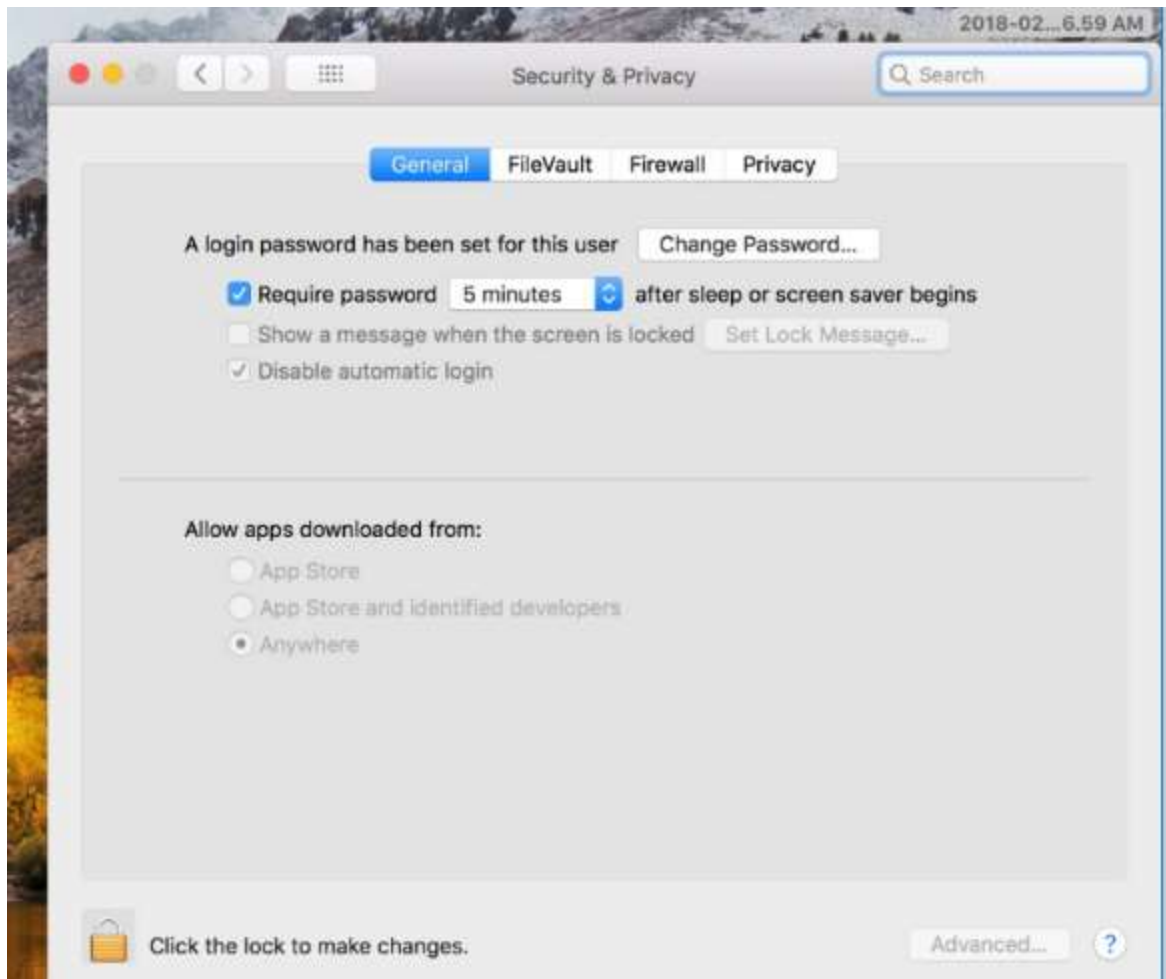 2018-02...6.59 AM
Security & Privacy
Search
General FileVault Firewall Privacy
A login password has been set for this user Change Password...
Require password 5 minutes after sleep or screen saver begins
Show a message when the screen is locked Set Lock Message...
Disable automatic login
Allow apps downloaded from:
App Store
App Store and identified developers
Anywhere
Click the lock to make changes. Advanced... ?